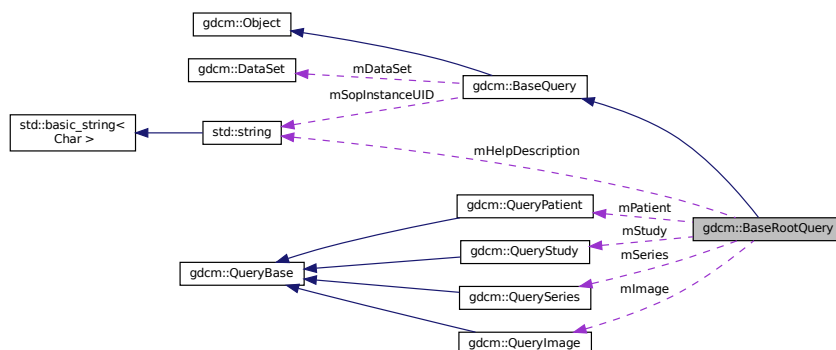 gdcm::Object
gdcm::DataSet
mDataSet
gdcm::BaseQuery
mSopInstanceUID
std::basic_string<
Char >
std::string
mHelpDescription
gdcm::QueryPatient
mPatient
gdcm::BaseRootQuery
mStudy
gdcm::QueryStudy
mSeries
gdcm::QueryBase
gdcm::QuerySeries
mImage
gdcm::QueryImage